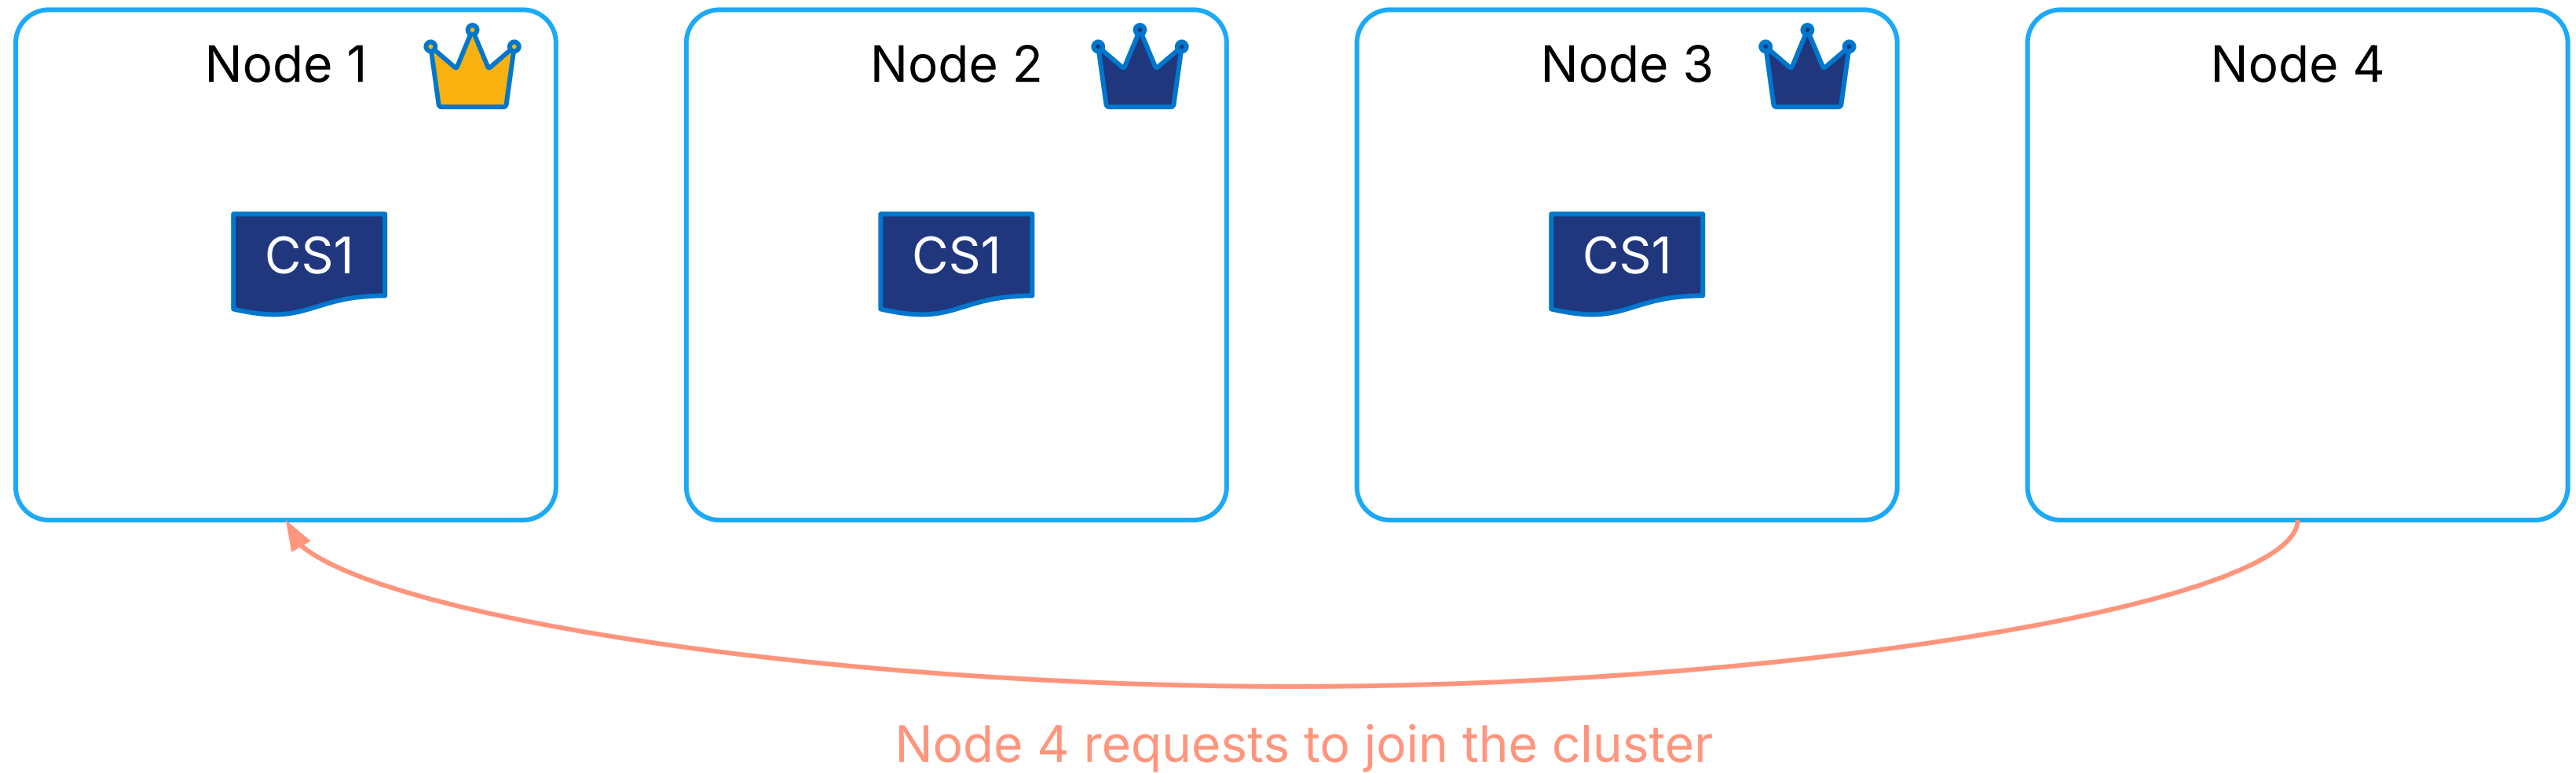 Node 1
Node 2
Node 3
Node 4
CS1
CS1
CS1
Node 4 requests to join the cluster